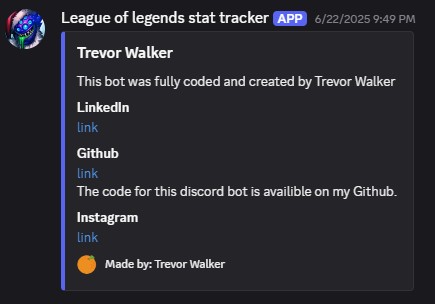 League of legends stat tracker APP 6/22/2025 9:49 PM
Trevor Walker
This bot was fully coded and created by Trevor Walker
LinkedIn
link
Github
link
The code for this discord bot is availible on my Github.
Instagram
link
Made by: Trevor Walker